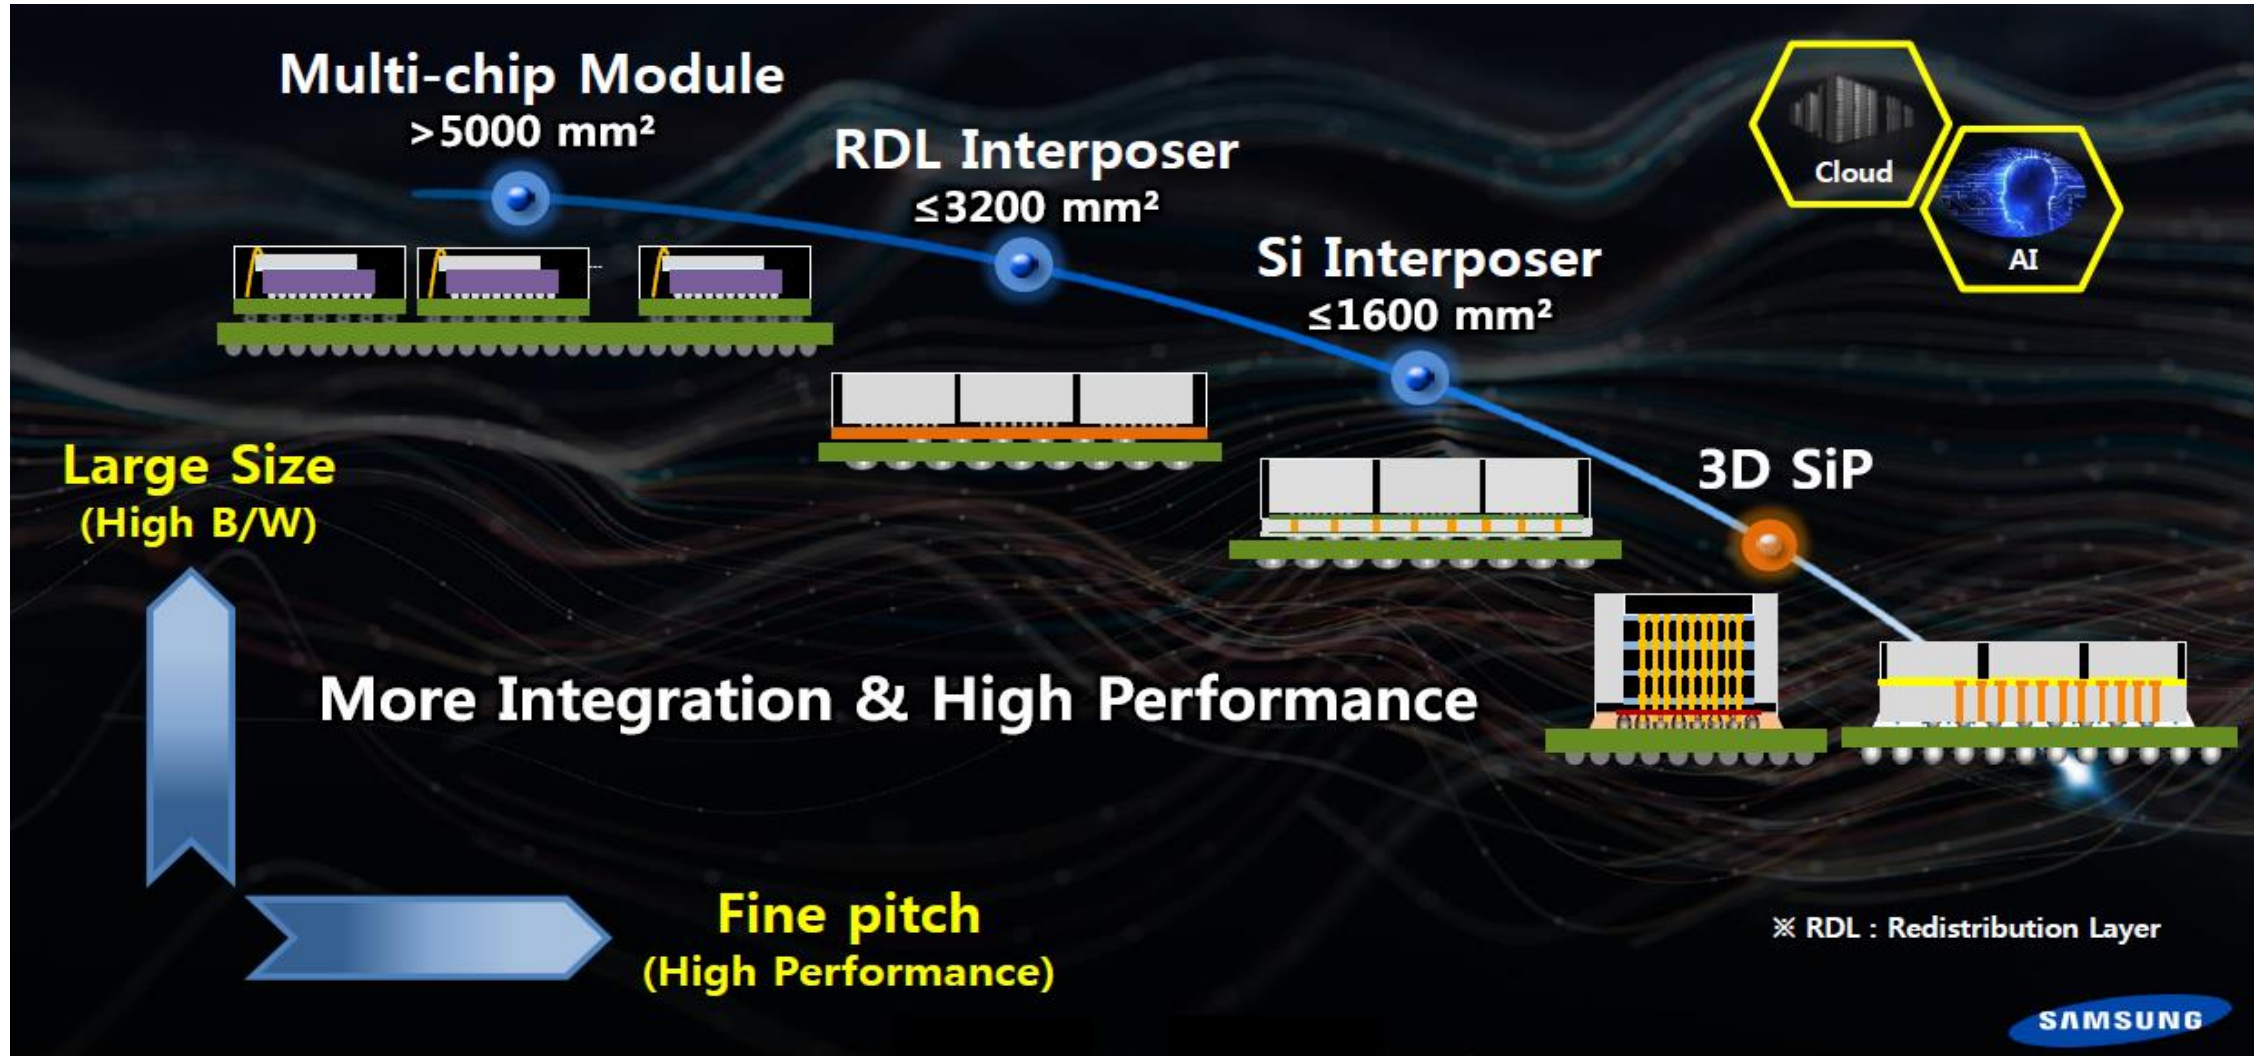 Multi-chip Module
>5000 mm²
RDL Interposer
≤3200 mm²
Si Interposer
≤1600 mm²
3D SiP
Cloud
AI
Large Size
(High B/W)
More Integration & High Performance
Fine pitch
(High Performance)
※ RDL : Redistribution Layer
SAMSUNG